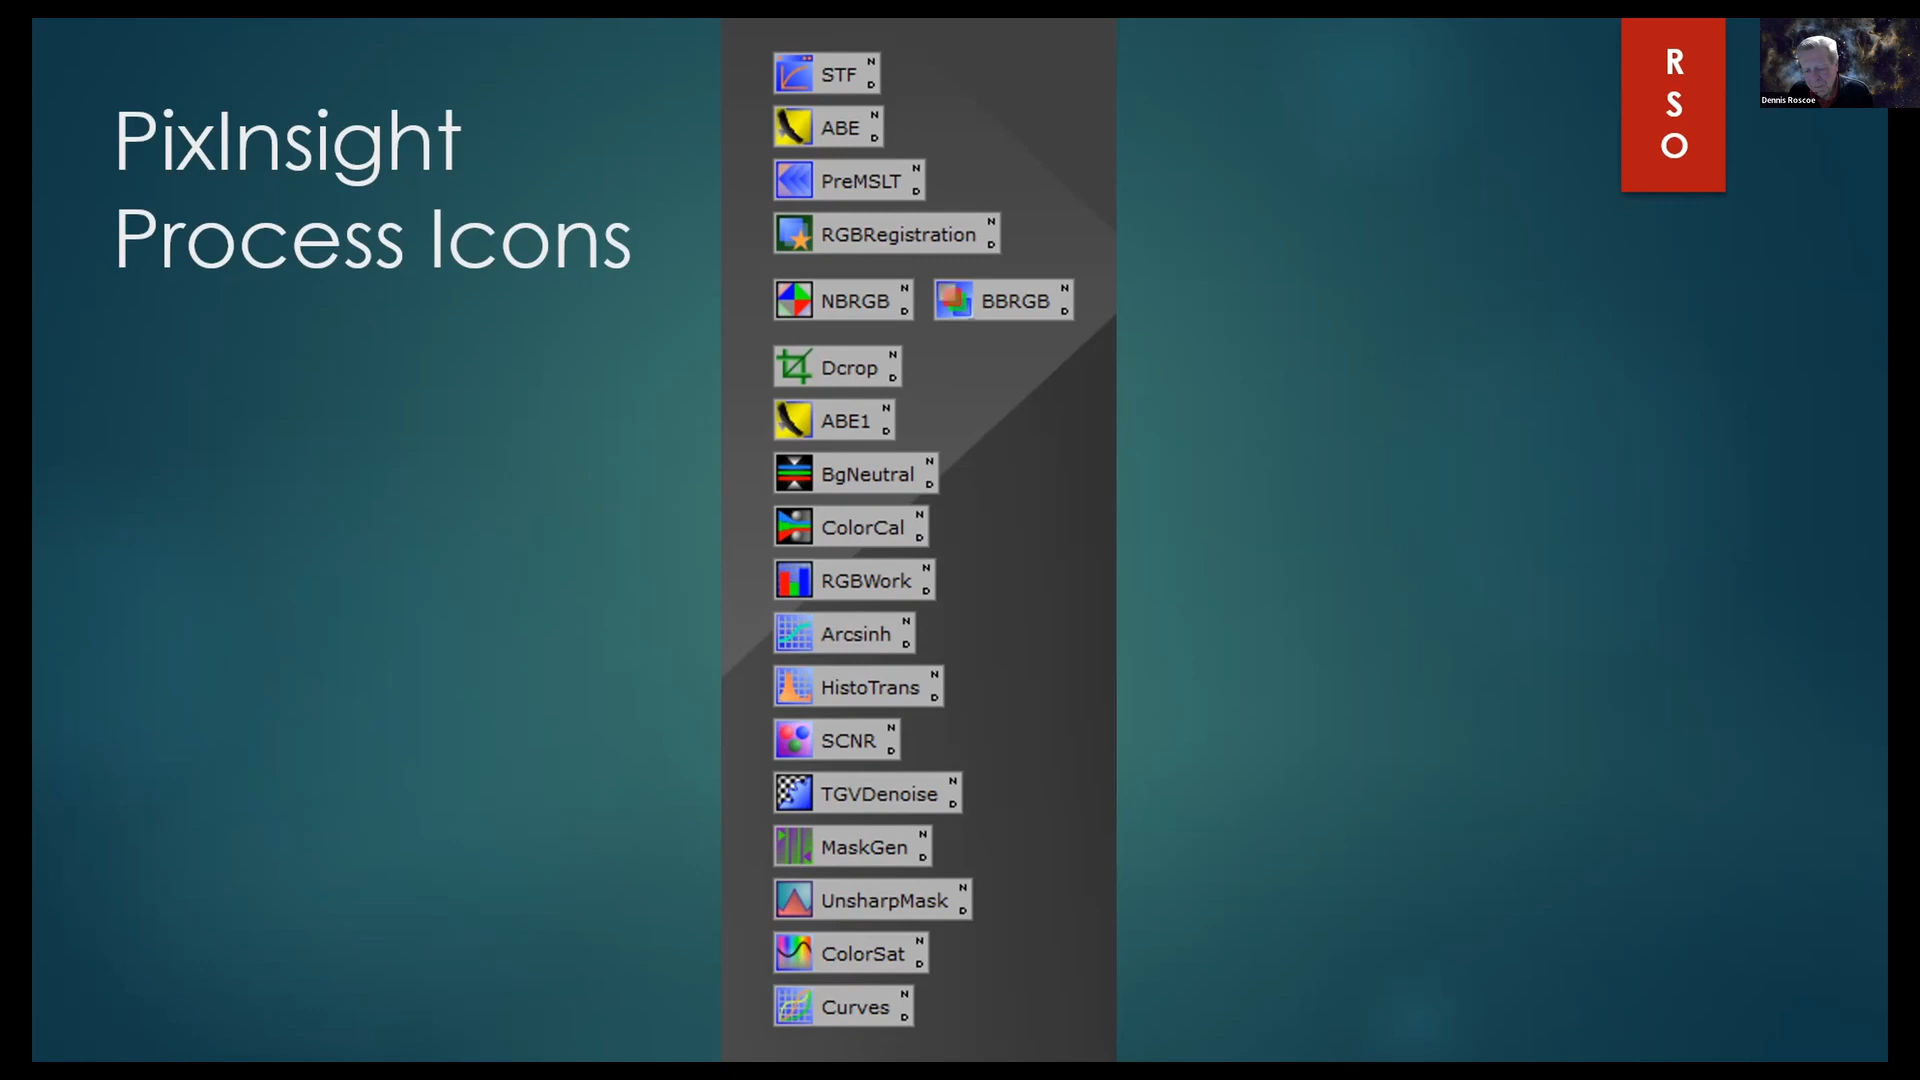 PixInsight
Process Icons
STF N D
ABE N D
PreMSLT N D
RGBRegistration N D
NBRGB N D BBRGB N D
Dcrop N D
ABE1 N D
BgNeutral N D
ColorCal N D
RGBWork N D
Arcsinh N D
HistoTrans N D
SCNR N D
TGVDenoise N D
MaskGen N D
UnsharpMask N D
ColorSat N D
Curves N D
R
S
O
Dennis Roscoe